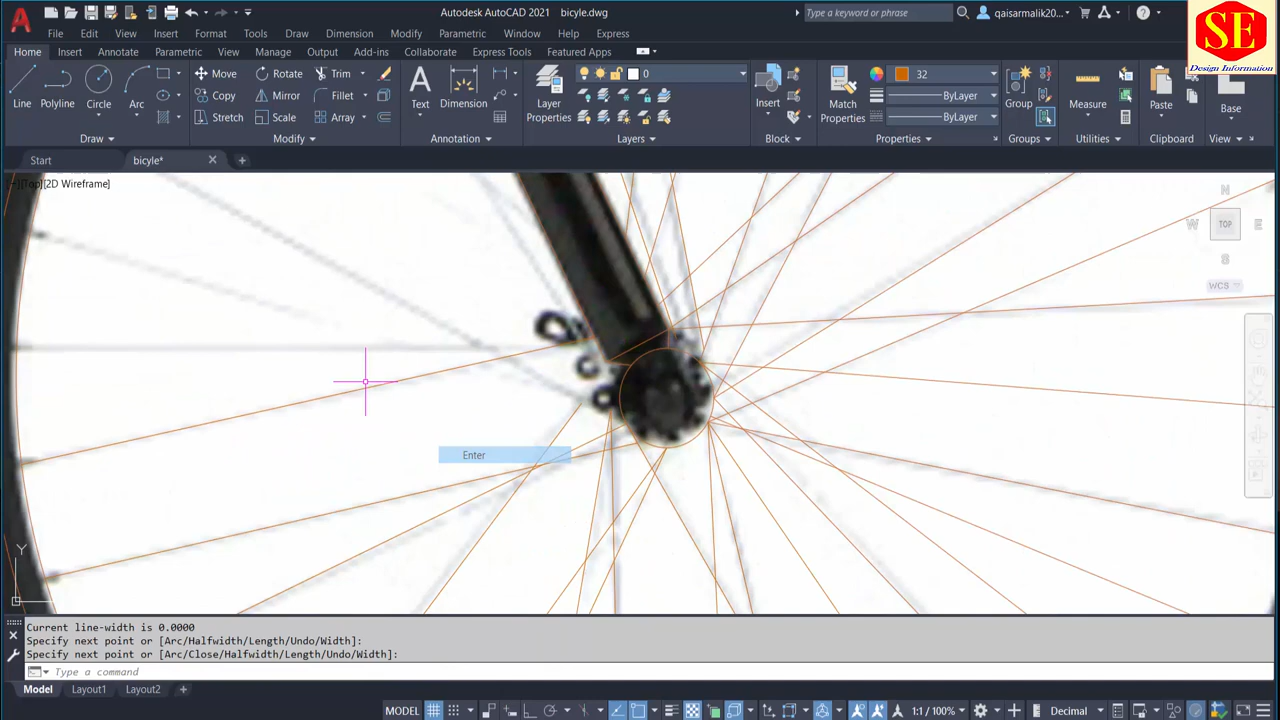 Autodesk AutoCAD 2021 bicyle.dwg
Type a keyword or phrase
qaisarmalik20...
SE
Design Information
File Edit View Insert Format Tools Draw Dimension Modify Parametric Window Help Express
Home Insert Annotate Parametric View Manage Output Add-ins Collaborate Express Tools Featured Apps
Line Polyline Circle Arc
Move Rotate Trim
Copy Mirror Fillet
Stretch Scale Array
Text Dimension
Layer
Properties
0
Insert
Match
Properties
32
ByLayer
ByLayer
Group
Measure
Paste
Base
Draw Modify Annotation Layers Block Properties Groups Utilities Clipboard View
Start bicyle*
[−][Top][2D Wireframe]
N
W TOP E
S
WCS
Enter
Y
Current line-width is 0.0000
Specify next point or [Arc/Halfwidth/Length/Undo/Width]:
Specify next point or [Arc/Close/Halfwidth/Length/Undo/Width]:
Type a command
Model Layout1 Layout2
MODEL 1:1 / 100% Decimal